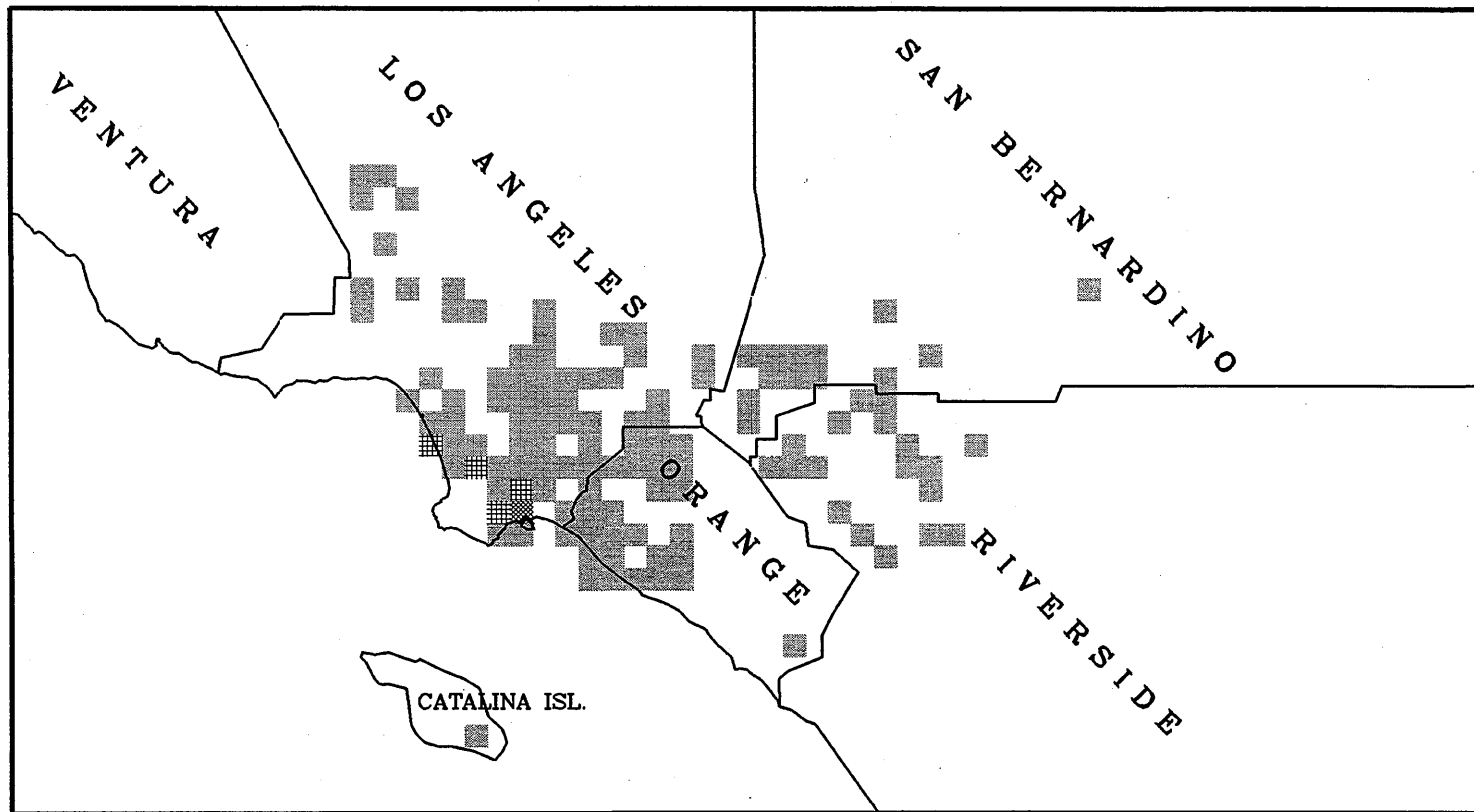 VENTURA
LOS ANGELES
SAN BERNARDINO
ORANGE
RIVERSIDE
CATALINA ISL.